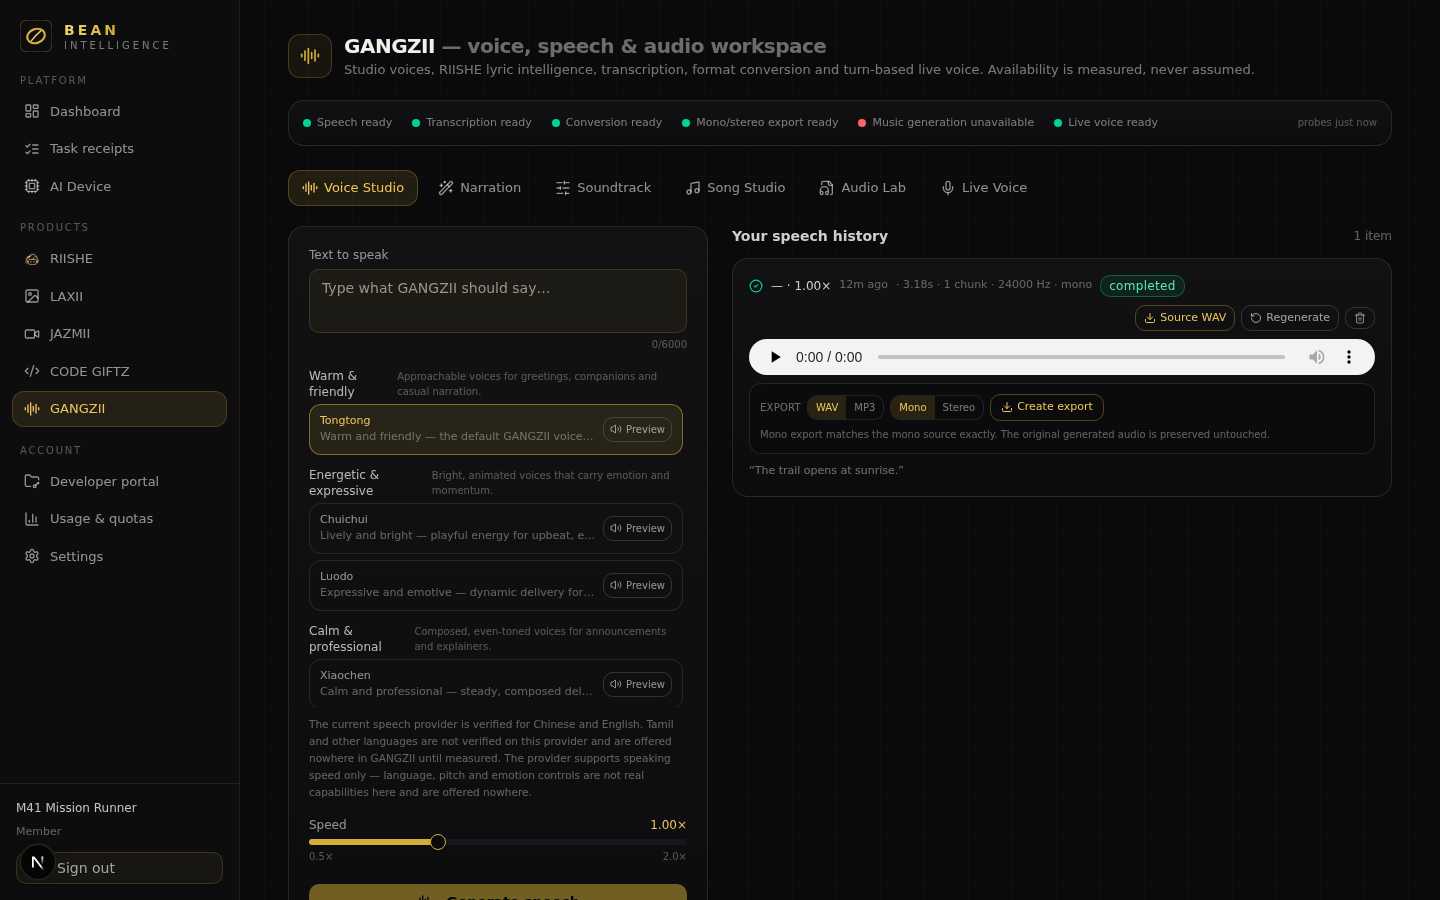 BEAN
INTELLIGENCE
PLATFORM
Dashboard
Task receipts
AI Device
PRODUCTS
RIISHE
LAXII
JAZMII
CODE GIFTZ
GANGZII
ACCOUNT
Developer portal
Usage & quotas
Settings
M41 Mission Runner
Member
N
Sign out
GANGZII — voice, speech & audio workspace
Studio voices, RIISHE lyric intelligence, transcription, format conversion and turn-based live voice. Availability is measured, never assumed.
Speech ready
Transcription ready
Conversion ready
Mono/stereo export ready
Music generation unavailable
Live voice ready
probes just now
Voice Studio
Narration
Soundtrack
Song Studio
Audio Lab
Live Voice
Text to speak
Type what GANGZII should say…
0/6000
Warm &
friendly
Approachable voices for greetings, companions and
casual narration.
Tongtong
Warm and friendly — the default GANGZII voice…
Preview
Energetic &
expressive
Bright, animated voices that carry emotion and
momentum.
Chuichui
Lively and bright — playful energy for upbeat, e…
Preview
Luodo
Expressive and emotive — dynamic delivery for…
Preview
Calm &
professional
Composed, even-toned voices for announcements
and explainers.
Xiaochen
Calm and professional — steady, composed del…
Preview
The current speech provider is verified for Chinese and English. Tamil
and other languages are not verified on this provider and are offered
nowhere in GANGZII until measured. The provider supports speaking
speed only — language, pitch and emotion controls are not real
capabilities here and are offered nowhere.
Speed
1.00×
0.5×
2.0×
Generate speech
Your speech history
1 item
— · 1.00× 12m ago · 3.18s · 1 chunk · 24000 Hz · mono completed
Source WAV
Regenerate
0:00 / 0:00
EXPORT WAV MP3 Mono Stereo Create export
Mono export matches the mono source exactly. The original generated audio is preserved untouched.
“The trail opens at sunrise.”